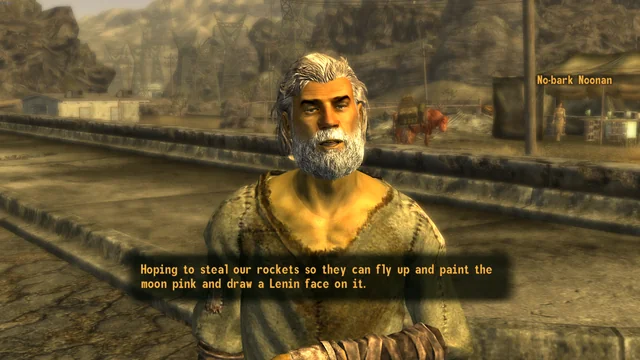 No-bark Noonan
Hoping to steal our rockets so they can fly up and paint the
moon pink and draw a Lenin face on it.